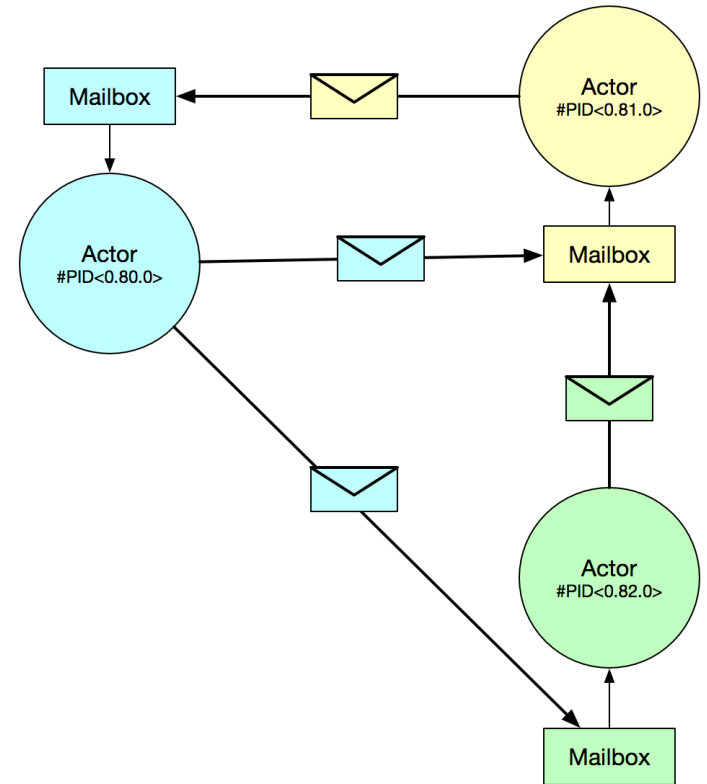 Actor
#PID<0.81.0>
Mailbox
Actor
#PID<0.80.0>
Mailbox
Actor
#PID<0.82.0>
Mailbox